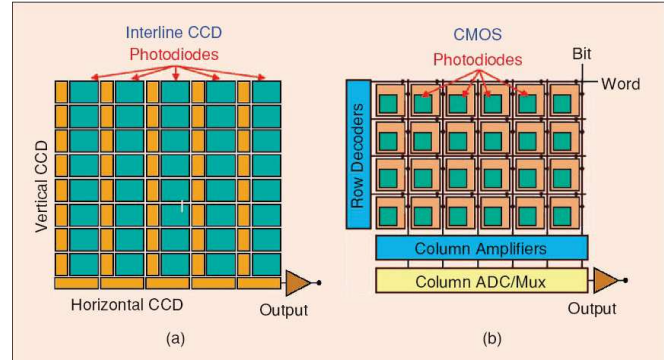 Interline CCD
Photodiodes
Vertical CCD
Horizontal CCD
Output
(a)
CMOS
Bit
Photodiodes
Word
Row Decoders
Column Amplifiers
Column ADC/Mux
Output
(b)